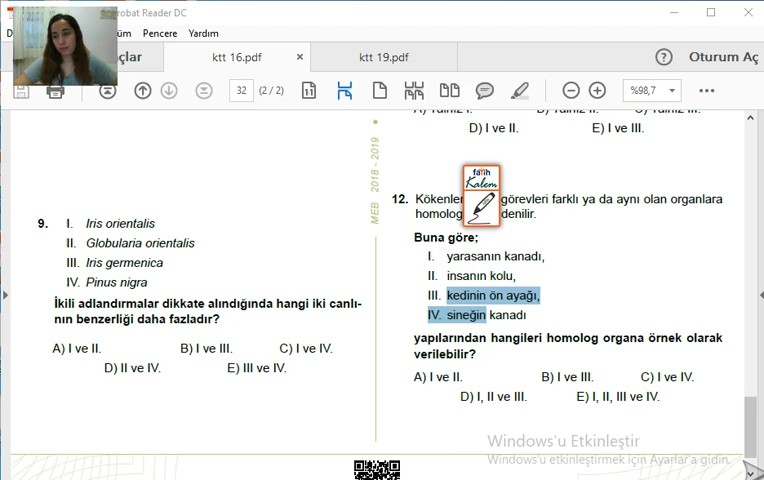 robat Reader DC
üm Pencere Yardım
çlar
ktt 16.pdf
ktt 19.pdf
Oturum Aç
32 (2 / 2)
%98,7
D) I ve II. E) I ve III.
MEB 2018 - 2019
9. I. Iris orientalis
II. Globularia orientalis
III. Iris germenica
IV. Pinus nigra
İkili adlandırmalar dikkate alındığında hangi iki canlı-
nın benzerliği daha fazladır?
A) I ve II. B) I ve III. C) I ve IV.
D) II ve IV. E) III ve IV.
fatih
Kalem
12. Kökenler görevleri farklı ya da aynı olan organlara
homolog denilir.
Buna göre;
I. yarasanın kanadı,
II. insanın kolu,
III. kedinin ön ayağı,
IV. sineğin kanadı
yapılarından hangileri homolog organa örnek olarak
verilebilir?
A) I ve II. B) I ve III. C) I ve IV.
D) I, II ve III. E) I, II, III ve IV.
Windows'u Etkinleştir
Windows'u etkinleştirmek için Ayarlar'a gidin.